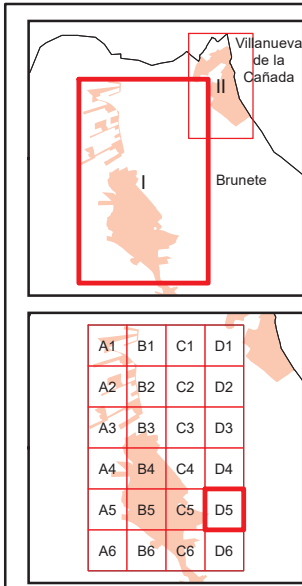 Villanueva
de la
Cañada
II
I
Brunete
A1 B1 C1 D1
A2 B2 C2 D2
A3 B3 C3 D3
A4 B4 C4 D4
A5 B5 C5 D5
A6 B6 C6 D6